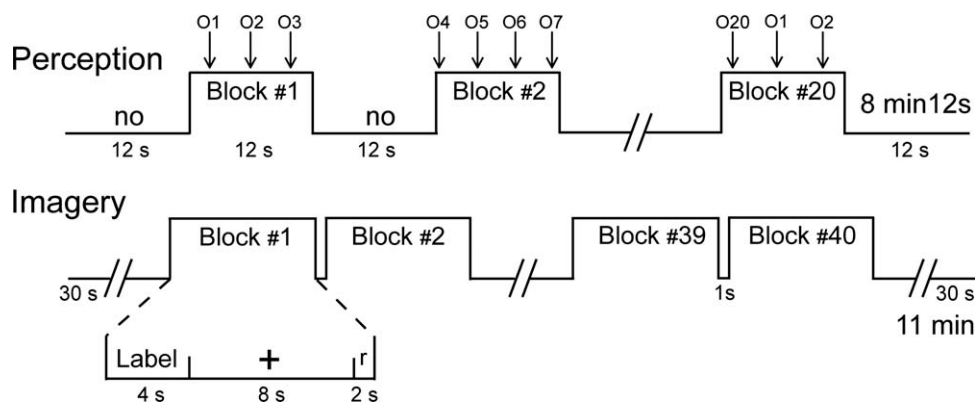 O1 O2 O3 O4 O5 O6 O7 O20 O1 O2
Perception
Block #1 Block #2 Block #20 8 min12s
no no
12 s 12 s 12 s 12 s
Imagery
Block #1 Block #2 Block #39 Block #40
30 s 1s 30 s
11 min
Label + r
4 s 8 s 2 s